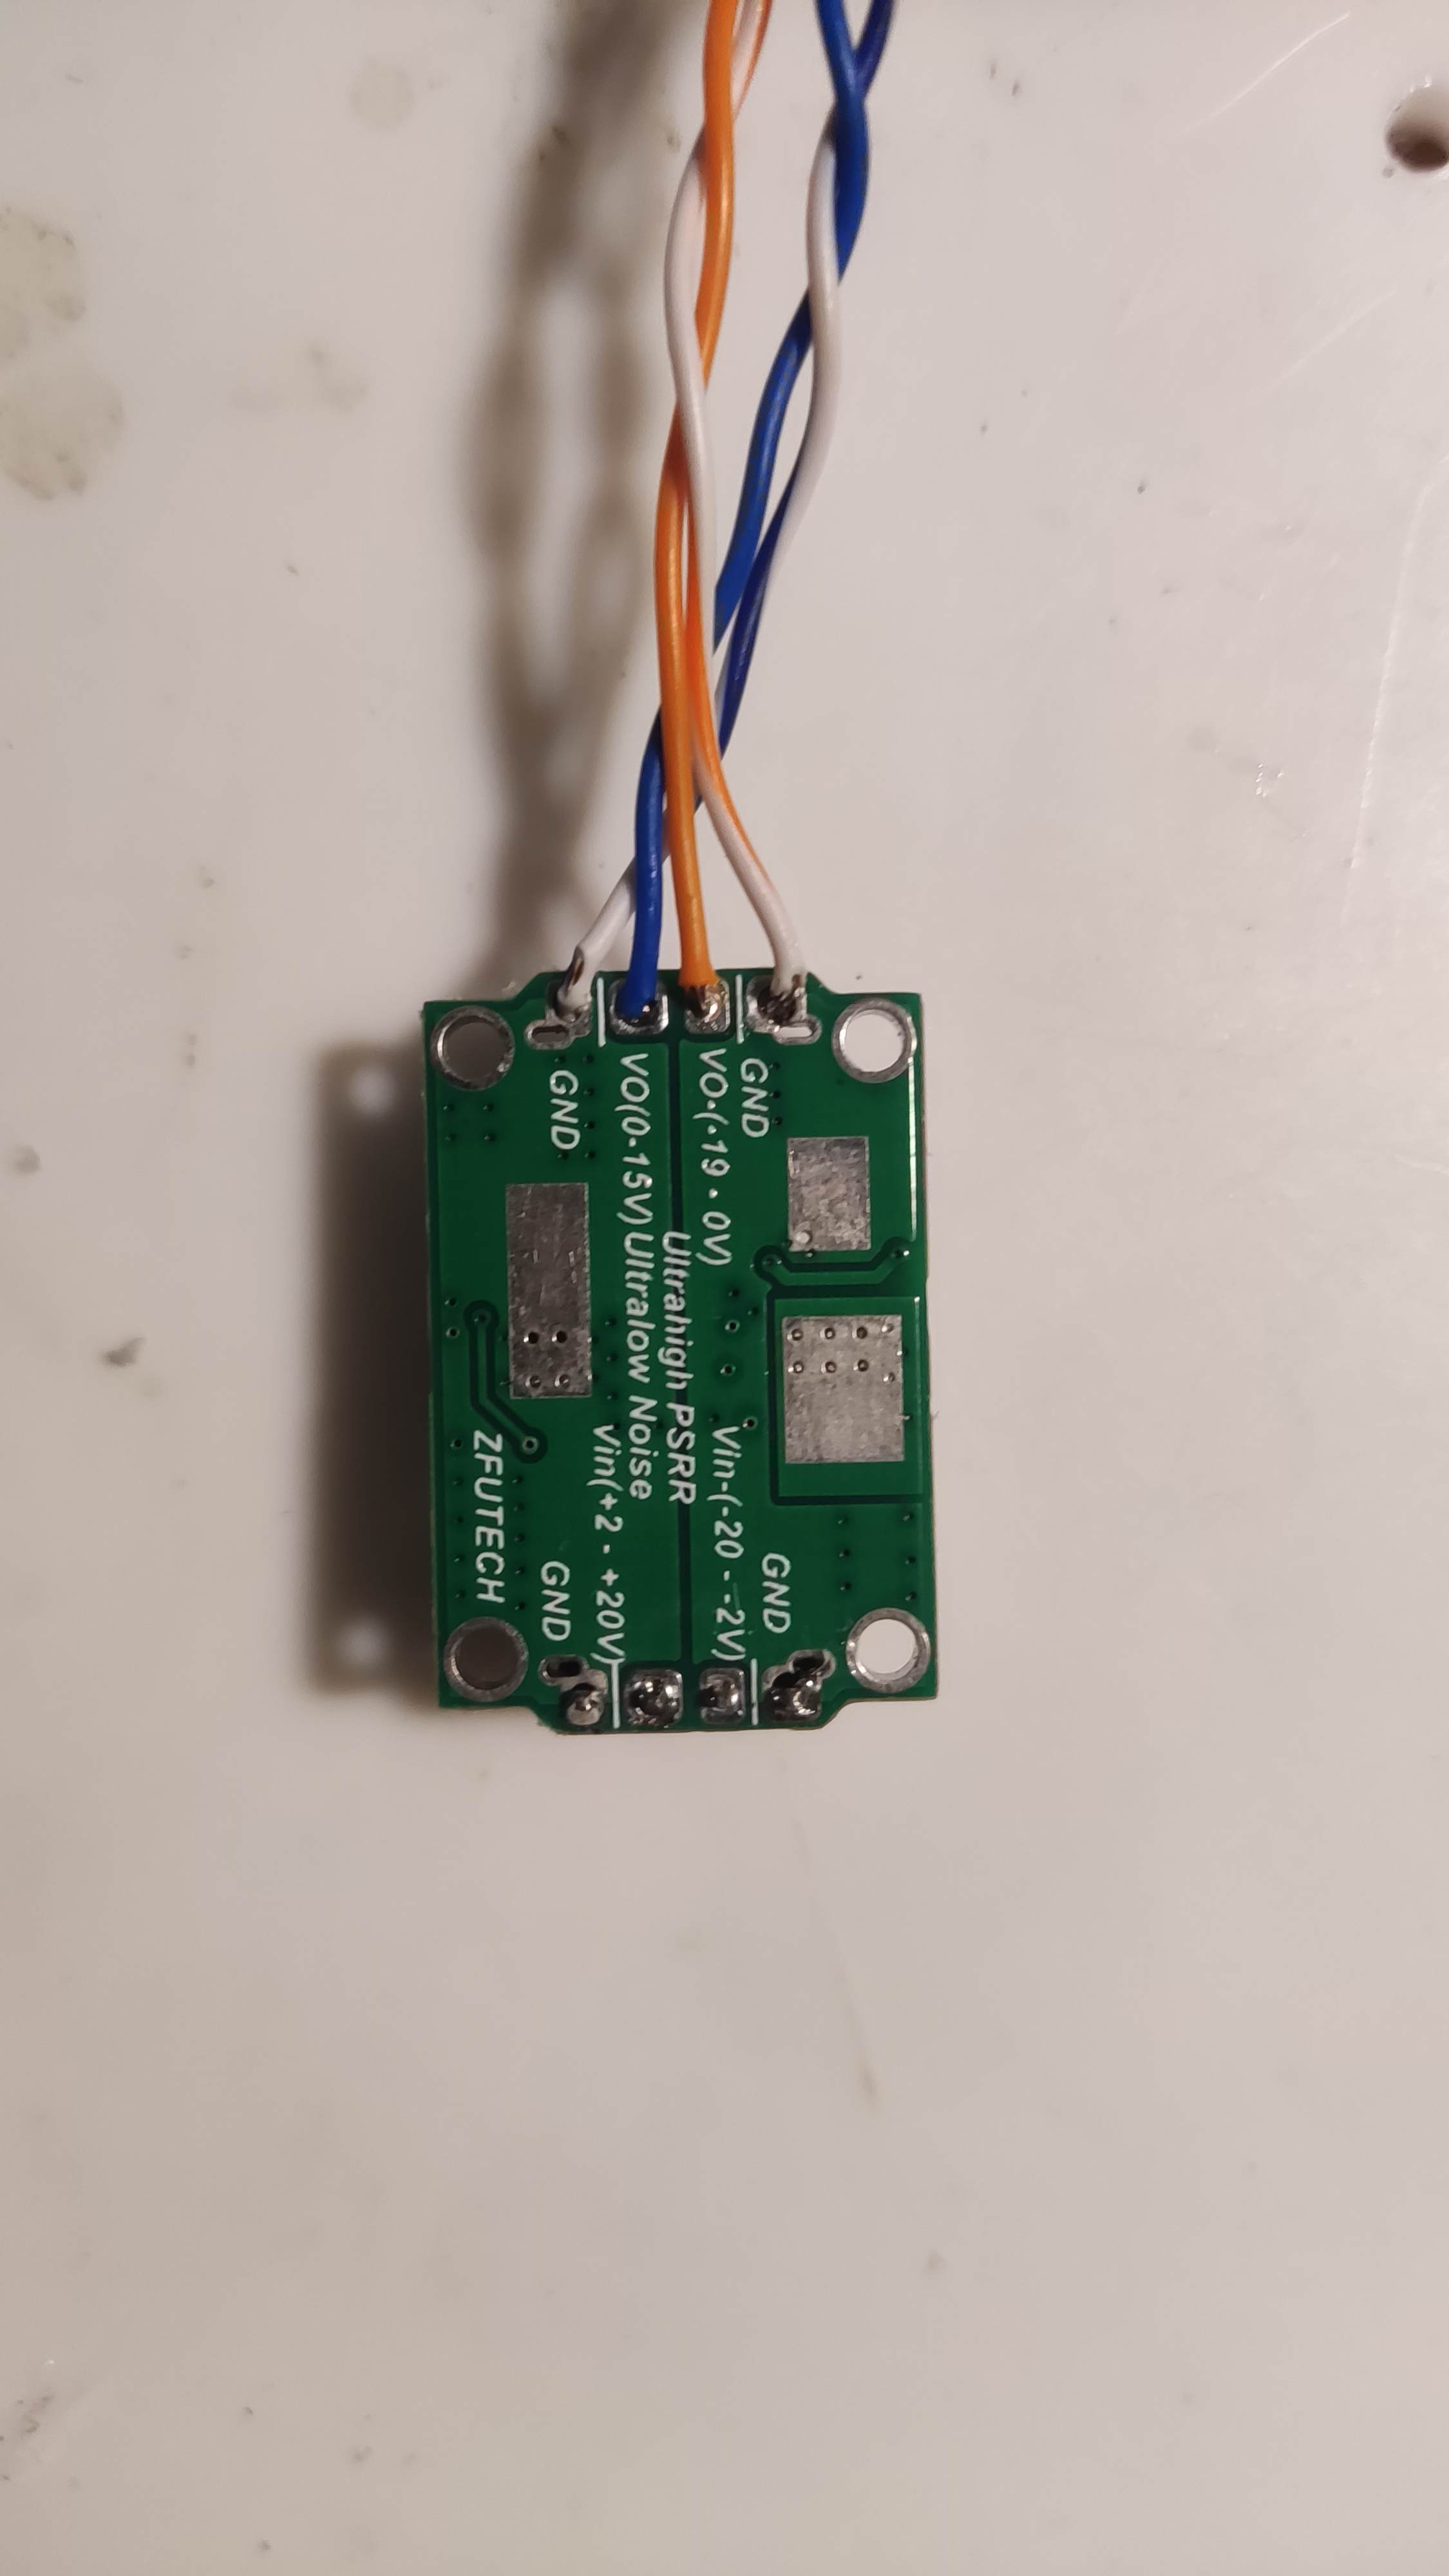 GND
VO-(-19 - 0V)
VO(0-15V)
GND
Ultrahigh PSRR
Ultralow Noise
GND
Vin-(-20 - -2V)
Vin(+2 - +20V)
GND
ZFUTECH